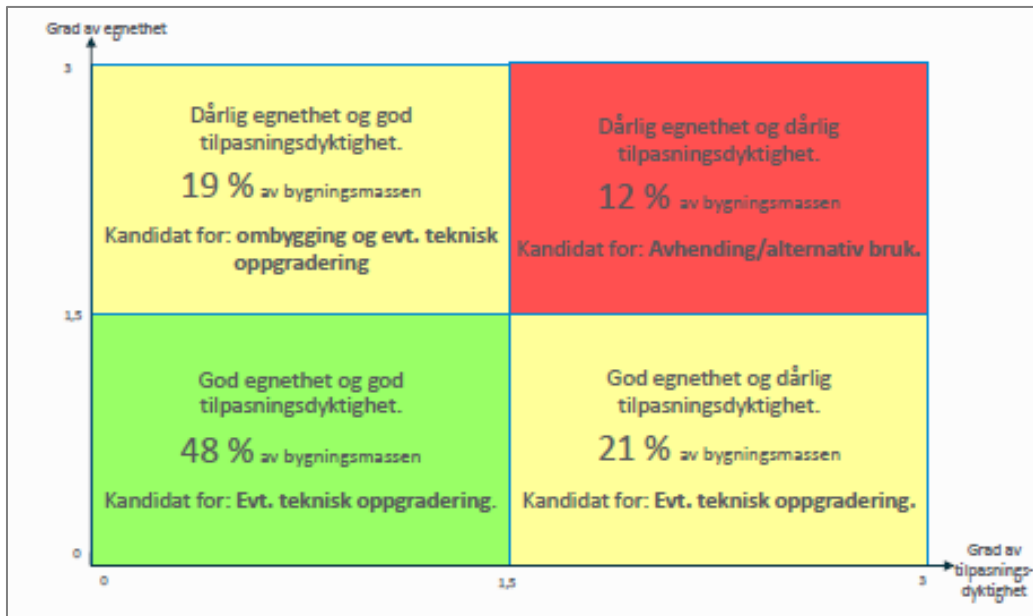 Grad av egnethet
3
Dårlig egnethet og god
tilpasningsdyktighet.
19 % av bygningsmassen
Kandidat for: ombygging og evt. teknisk
oppgradering
Dårlig egnethet og dårlig
tilpasningsdyktighet.
12 % av bygningsmassen
Kandidat for: Avhending/alternativ bruk.
1,5
God egnethet og god
tilpasningsdyktighet.
48 % av bygningsmassen
Kandidat for: Evt. teknisk oppgradering.
God egnethet og dårlig
tilpasningsdyktighet.
21 % av bygningsmassen
Kandidat for: Evt. teknisk oppgradering.
0
0
1,5
3
Grad av
tilpasnings-
dyktighet